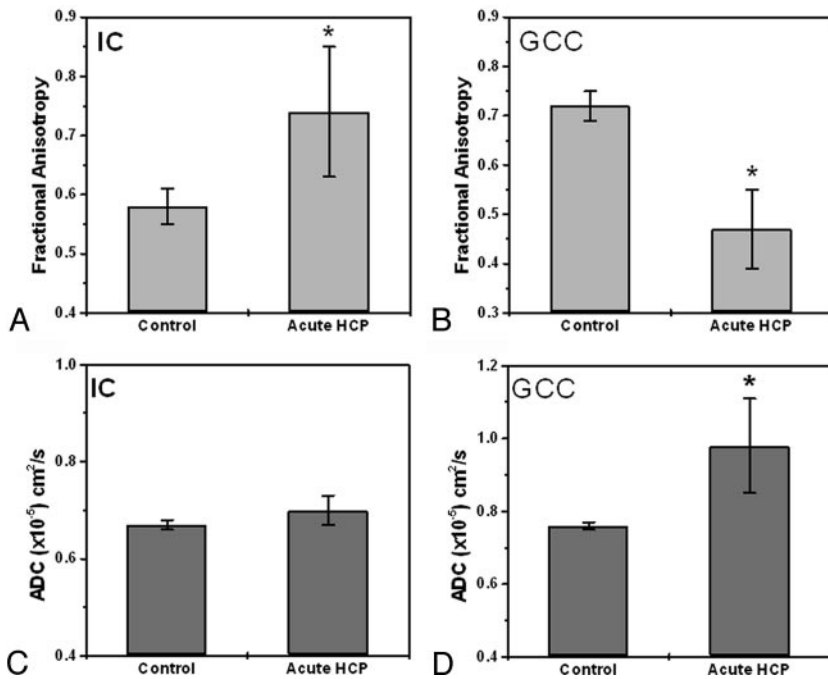 IC
0.9
0.8
0.7
0.6
0.5
0.4
Fractional Anisotropy
*
Control
Acute HCP
A
GCC
0.9
0.8
0.7
0.6
0.5
0.4
0.3
Fractional Anisotropy
*
Control
Acute HCP
B
IC
1.0
0.8
0.6
0.4
ADC (x10⁻⁵) cm²/s
Control
Acute HCP
C
GCC
1.2
1.0
0.8
0.6
0.4
ADC (x10⁻⁵) cm²/s
*
Control
Acute HCP
D